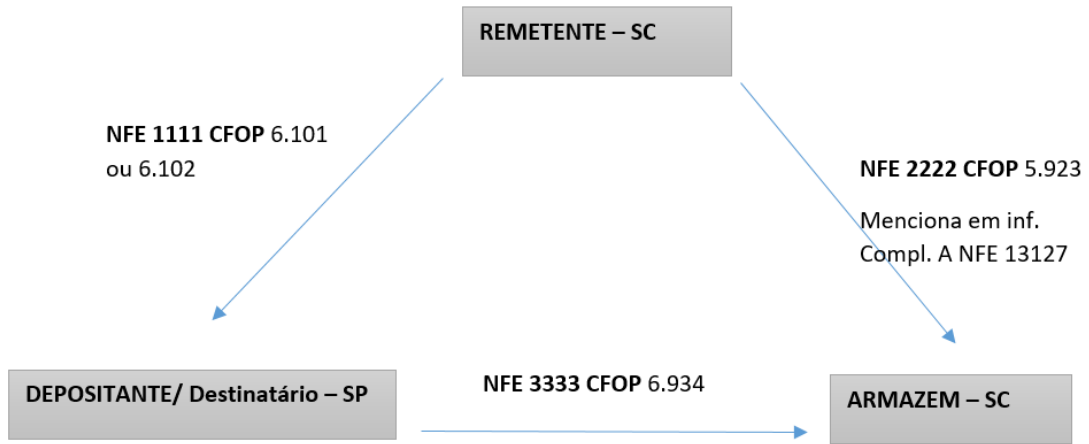 REMETENTE – SC
NFE 1111 CFOP 6.101
ou 6.102
NFE 2222 CFOP 5.923
Menciona em inf.
Compl. A NFE 13127
DEPOSITANTE/ Destinatário – SP
NFE 3333 CFOP 6.934
ARMAZEM – SC